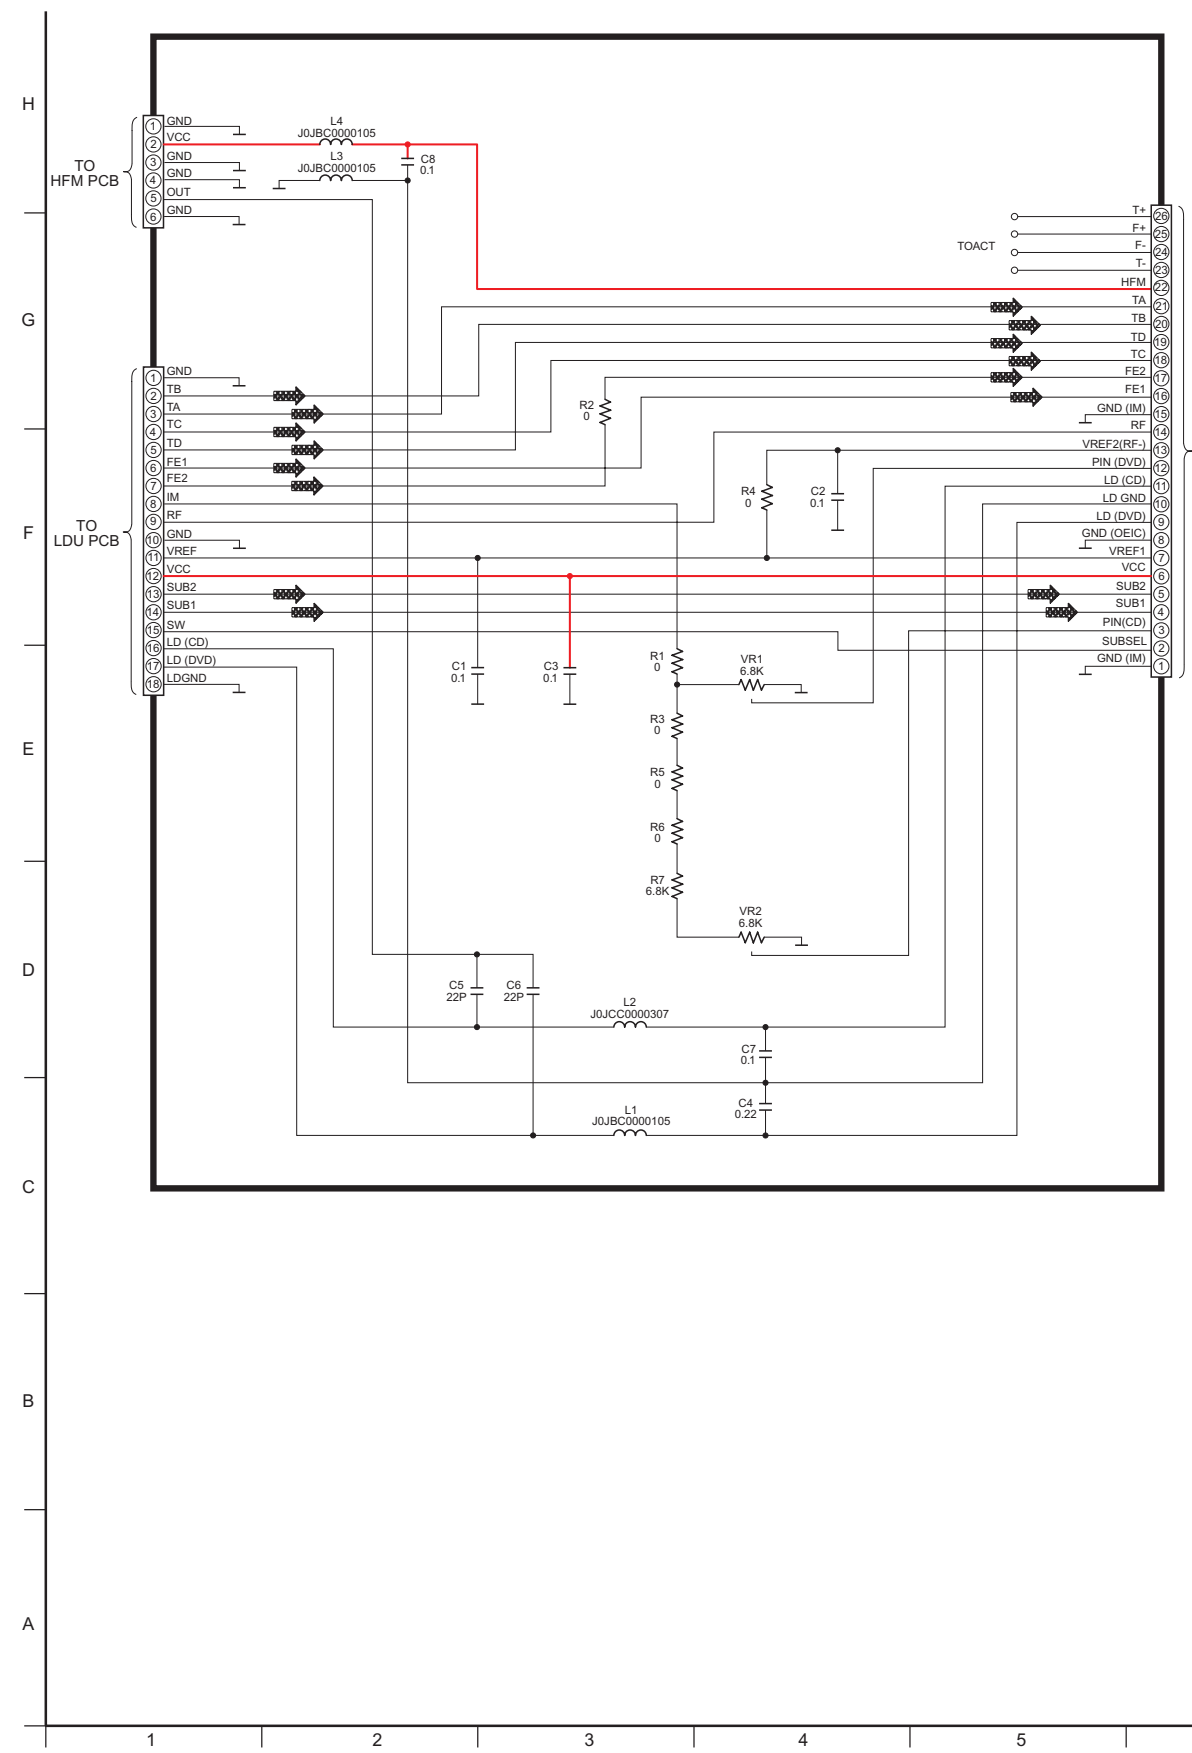 H
G
F
E
D
C
B
A
1
2
3
4
5
TO
HFM PCB
1 GND
2 VCC
3 GND
4 GND
5 OUT
6 GND
L4
J0JBC0000105
L3
J0JBC0000105
C8
0.1
TO
LDU PCB
1 GND
2 TB
3 TA
4 TC
5 TD
6 FE1
7 FE2
8 IM
9 RF
10 GND
11 VREF
12 VCC
13 SUB2
14 SUB1
15 SW
16 LD (CD)
17 LD (DVD)
18 LDGND
TOACT
T+ 26
F+ 25
F- 24
T- 23
HFM 22
TA 21
TB 20
TD 19
TC 18
FE2 17
FE1 16
GND (IM) 15
RF 14
VREF2(RF-) 13
PIN (DVD) 12
LD (CD) 11
LD GND 10
LD (DVD) 9
GND (OEIC) 8
VREF1 7
VCC 6
SUB2 5
SUB1 4
PIN(CD) 3
SUBSEL 2
GND (IM) 1
R2
0
R4
0
C2
0.1
C1
0.1
C3
0.1
R1
0
VR1
6.8K
R3
0
R5
0
R6
0
R7
6.8K
VR2
6.8K
C5
22P
C6
22P
L2
J0JCC0000307
C7
0.1
C4
0.22
L1
J0JBC0000105